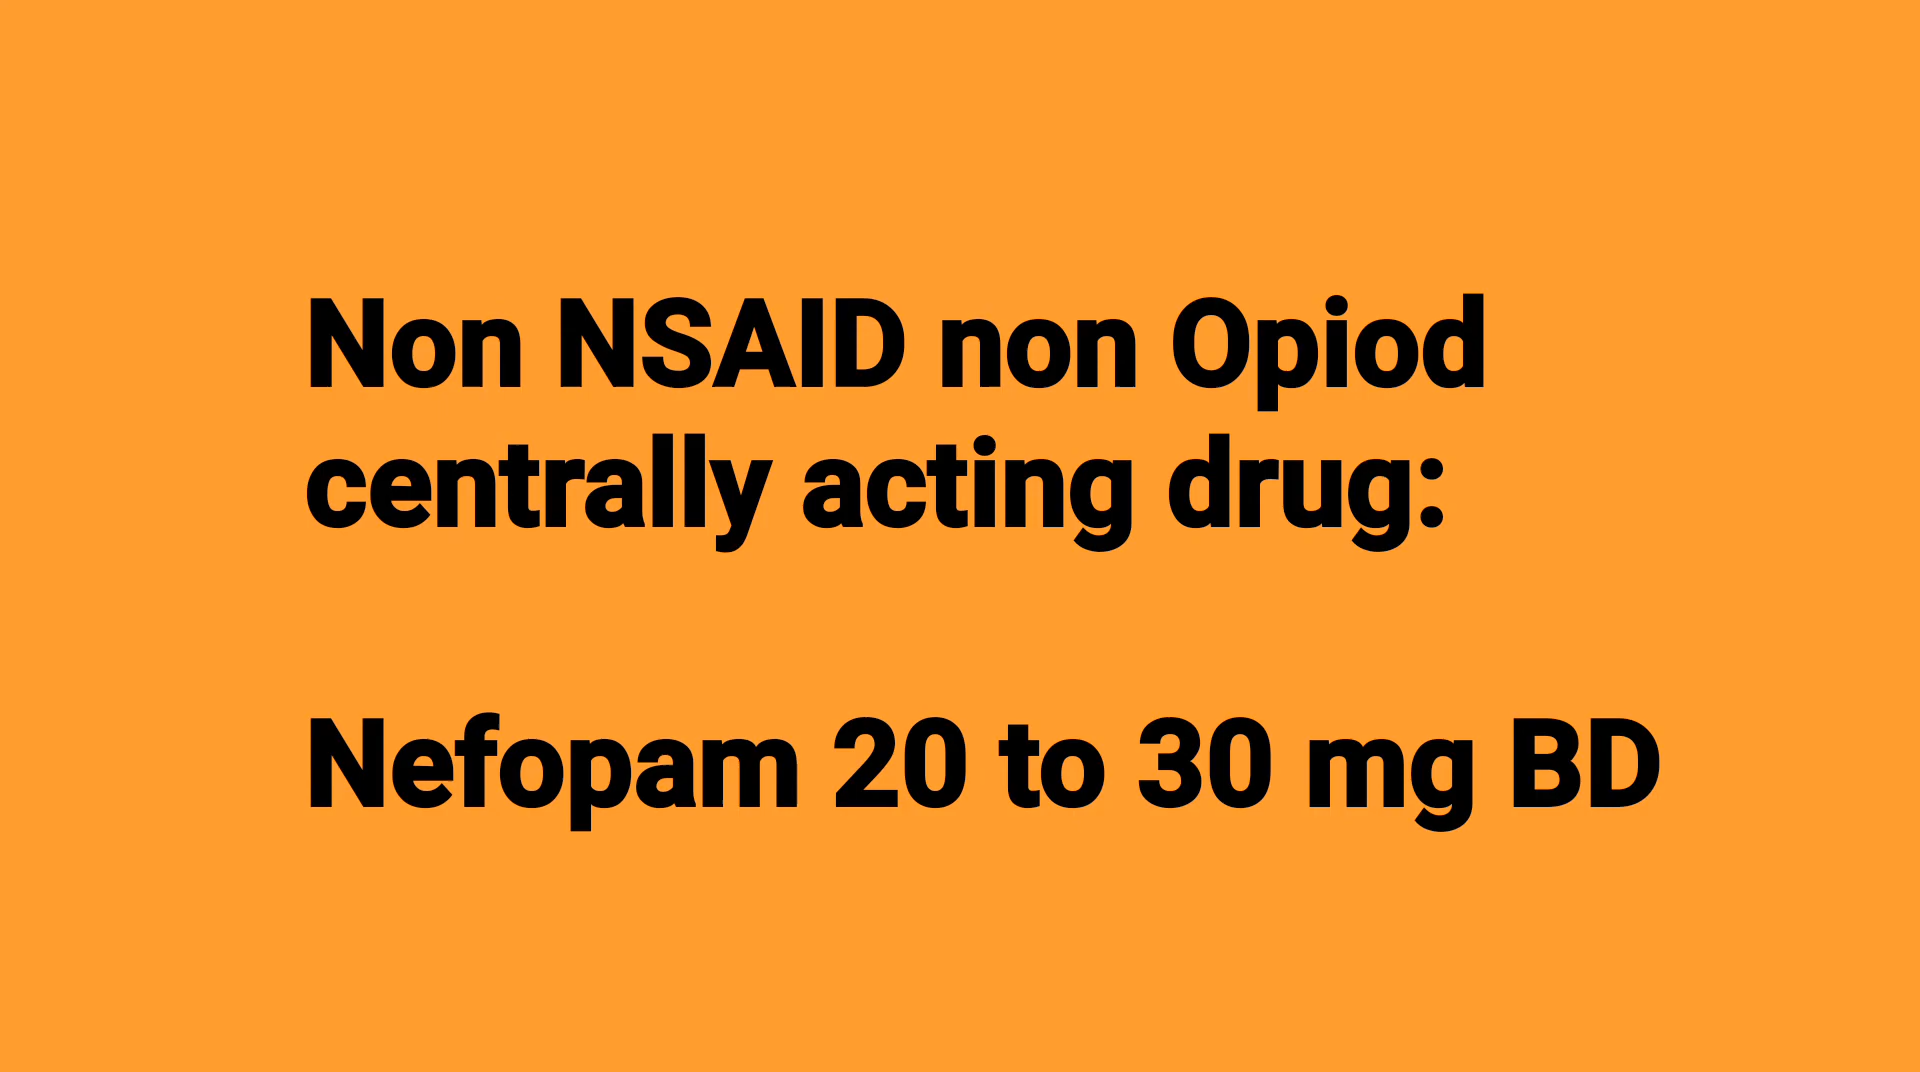 Non NSAID non Opiod
centrally acting drug:
Nefopam 20 to 30 mg BD